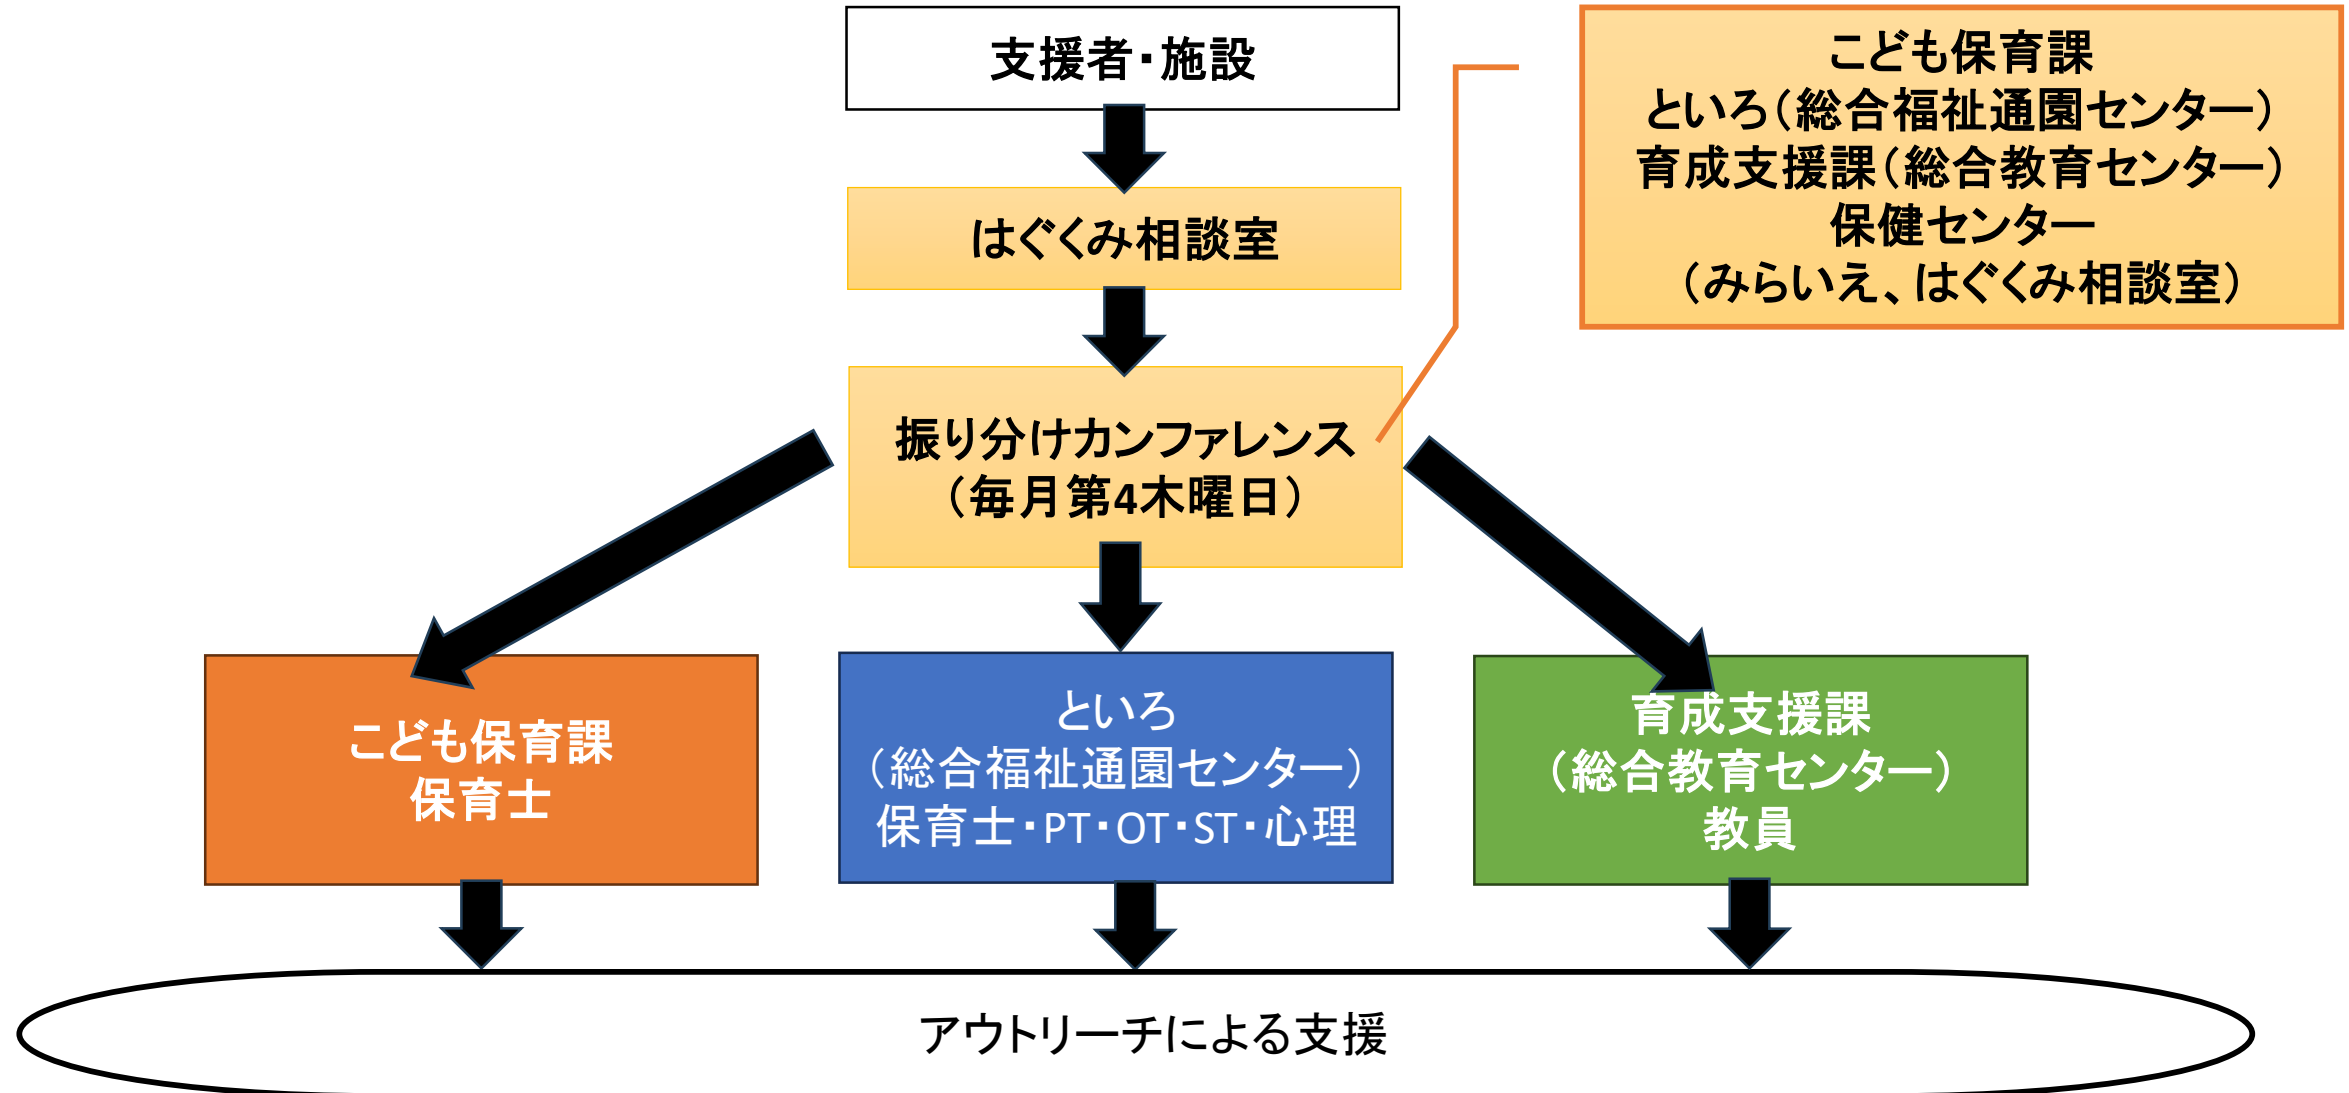 支援者・施設
こども保育課
といろ（総合福祉通園センター）
育成支援課（総合教育センター）
保健センター
（みらいえ、はぐくみ相談室）
はぐくみ相談室
振り分けカンファレンス
（毎月第4木曜日）
こども保育課
保育士
といろ
（総合福祉通園センター）
保育士・PT・OT・ST・心理
育成支援課
（総合教育センター）
教員
アウトリーチによる支援